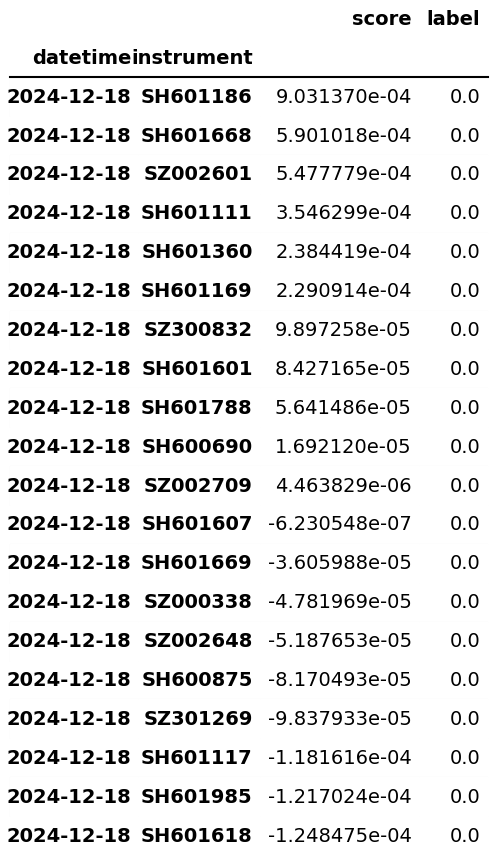 score label
datetime instrument
2024-12-18 SH601186 9.031370e-04 0.0
2024-12-18 SH601668 5.901018e-04 0.0
2024-12-18 SZ002601 5.477779e-04 0.0
2024-12-18 SH601111 3.546299e-04 0.0
2024-12-18 SH601360 2.384419e-04 0.0
2024-12-18 SH601169 2.290914e-04 0.0
2024-12-18 SZ300832 9.897258e-05 0.0
2024-12-18 SH601601 8.427165e-05 0.0
2024-12-18 SH601788 5.641486e-05 0.0
2024-12-18 SH600690 1.692120e-05 0.0
2024-12-18 SZ002709 4.463829e-06 0.0
2024-12-18 SH601607 -6.230548e-07 0.0
2024-12-18 SH601669 -3.605988e-05 0.0
2024-12-18 SZ000338 -4.781969e-05 0.0
2024-12-18 SZ002648 -5.187653e-05 0.0
2024-12-18 SH600875 -8.170493e-05 0.0
2024-12-18 SZ301269 -9.837933e-05 0.0
2024-12-18 SH601117 -1.181616e-04 0.0
2024-12-18 SH601985 -1.217024e-04 0.0
2024-12-18 SH601618 -1.248475e-04 0.0